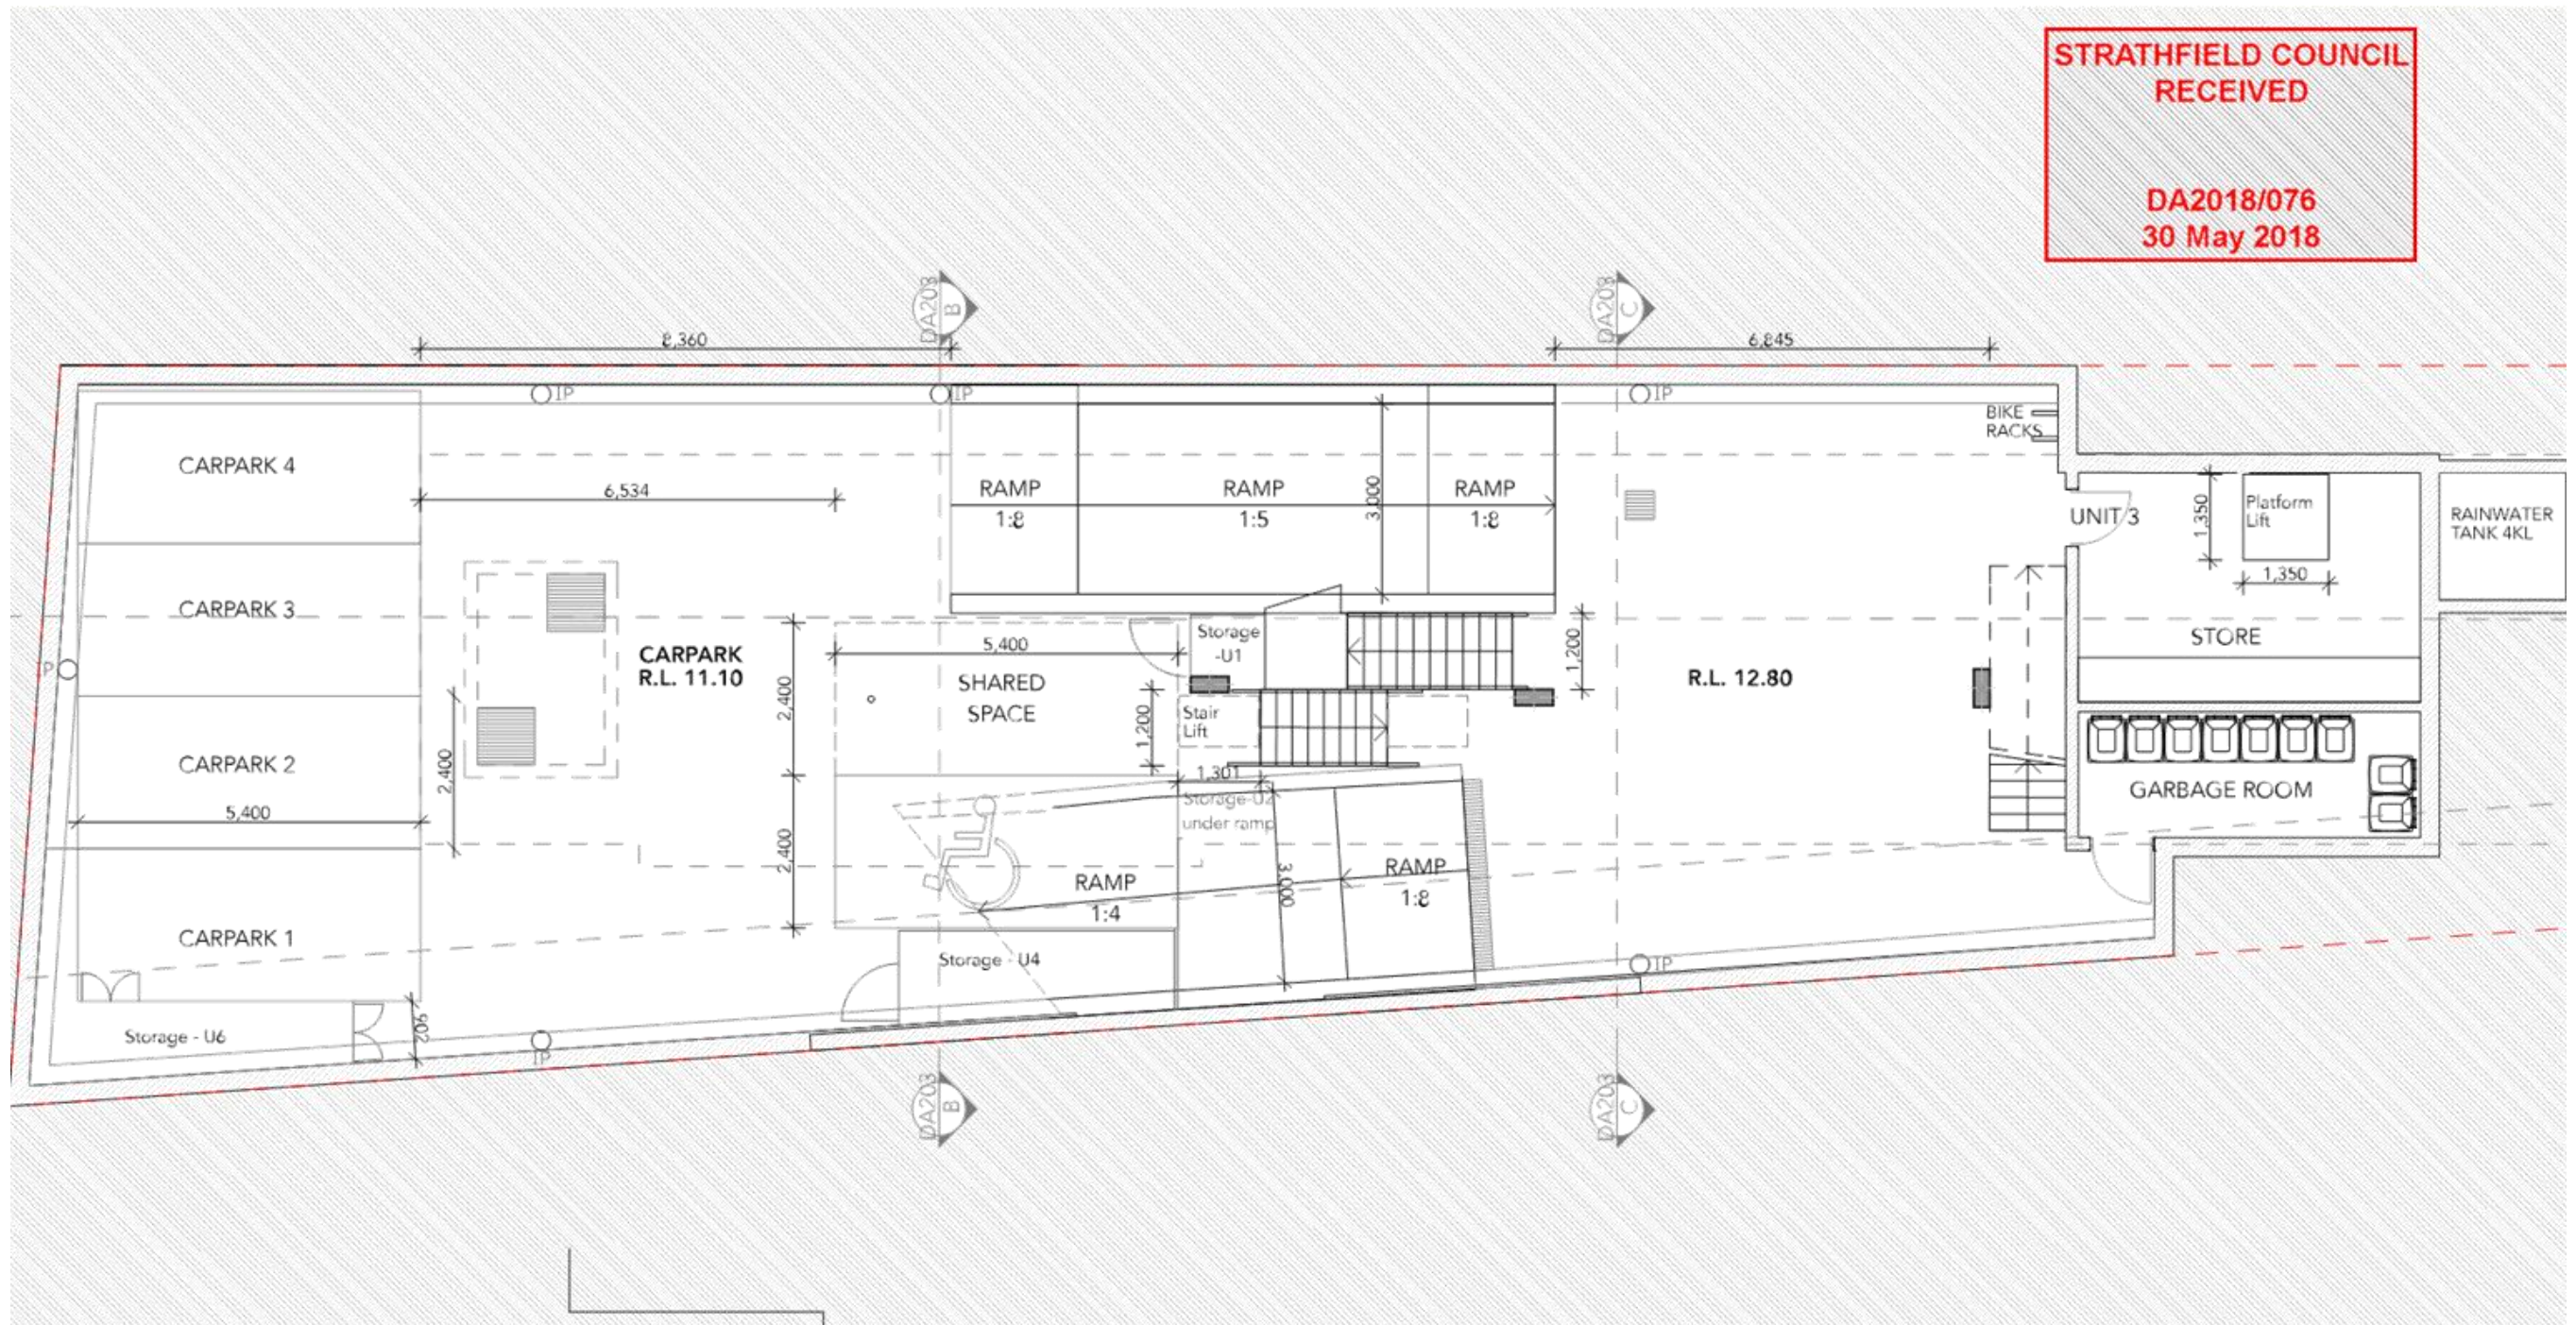 STRATHFIELD COUNCIL
RECEIVED
DA2018/076
30 May 2018
DA203
B
DA203
C
8,360
6,845
IP
IP
IP
BIKE
RACKS
CARPARK 4
6,534
RAMP
1:8
RAMP
1:5
3,000
RAMP
1:8
UNIT 3
1,350
Platform
Lift
1,350
RAINWATER
TANK 4KL
CARPARK 3
CARPARK
R.L. 11.10
5,400
2,400
SHARED
SPACE
Storage
-U1
1,200
R.L. 12.80
STORE
P
CARPARK 2
2,400
1,200
Stair
Lift
1,301
Storage-U2
under ramp
GARBAGE ROOM
5,400
2,400
3,000
RAMP
1:4
RAMP
1:8
CARPARK 1
Storage - U4
IP
Storage - U6
902
IP
DA203
B
DA203
C